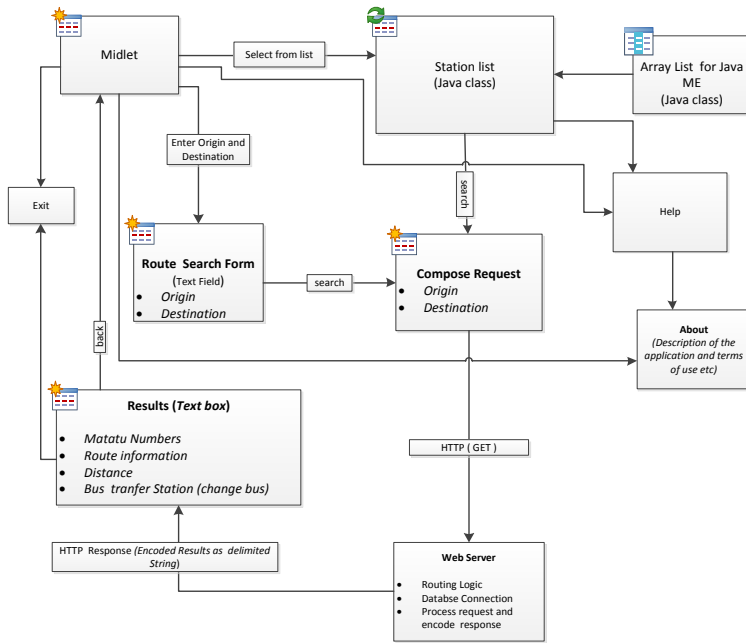 Midlet
Select from list
Station list
(Java class)
Array List for Java
ME
(Java class)
Enter Origin and
Destination
Exit
search
Help
Route Search Form
(Text Field)
• Origin
• Destination
search
Compose Request
• Origin
• Destination
back
About
(Description of the
application and terms
of use etc)
Results (Text box)
• Matatu Numbers
• Route information
• Distance
• Bus tranfer Station (change bus)
HTTP ( GET )
HTTP Response (Encoded Results as delimited
String)
Web Server
• Routing Logic
• Databse Connection
• Process request and
encode response